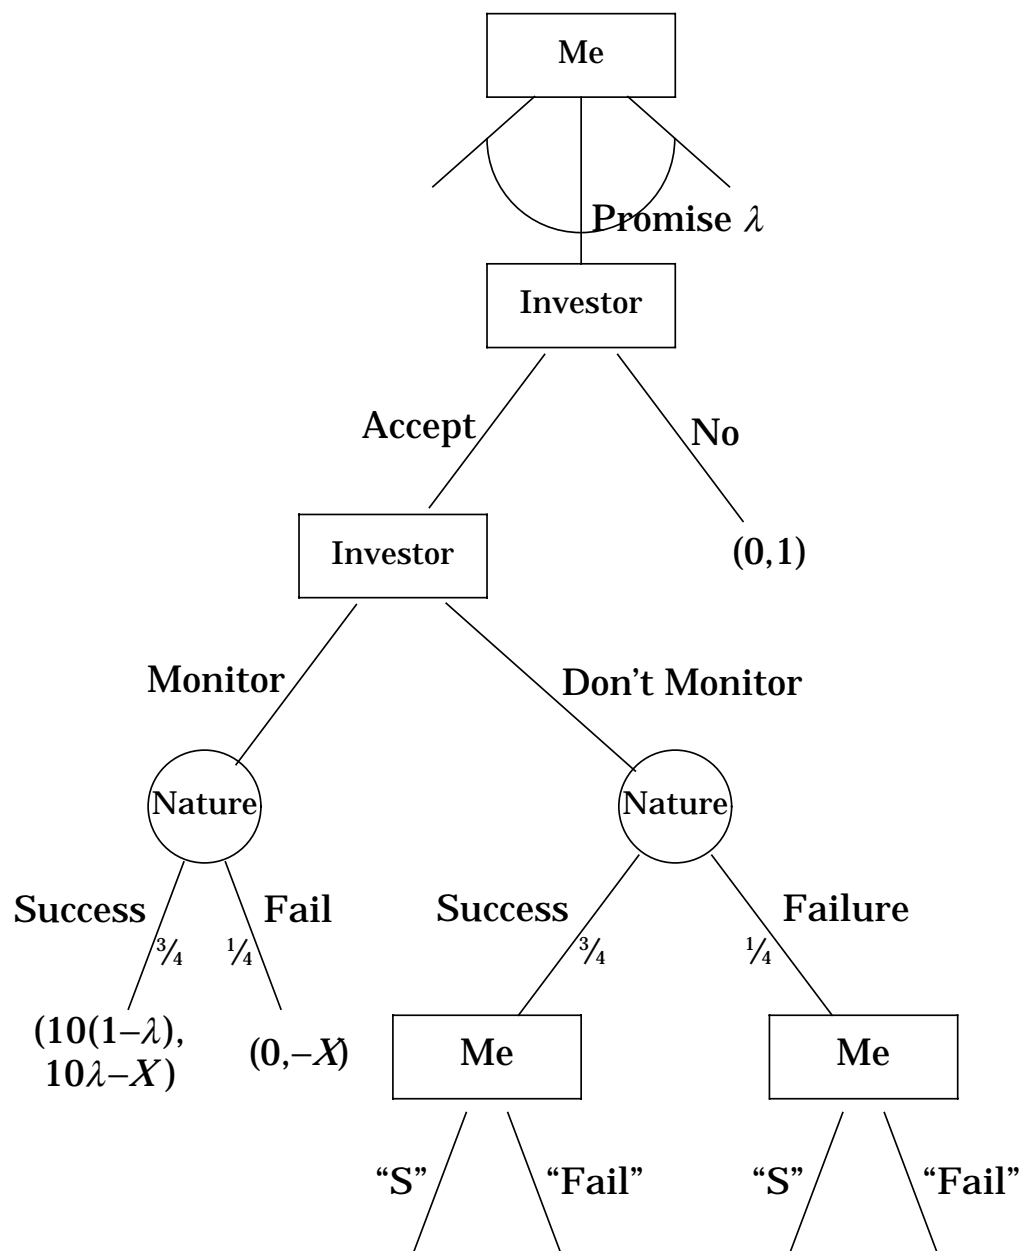 Me
Promise λ
Investor
Accept
No
Investor
(0,1)
Monitor
Don't Monitor
Nature
Nature
Success
Fail
Success
Failure
3/4
1/4
3/4
1/4
(10(1–λ),
10λ–X)
(0,–X)
Me
Me
“S”
“Fail”
“S”
“Fail”